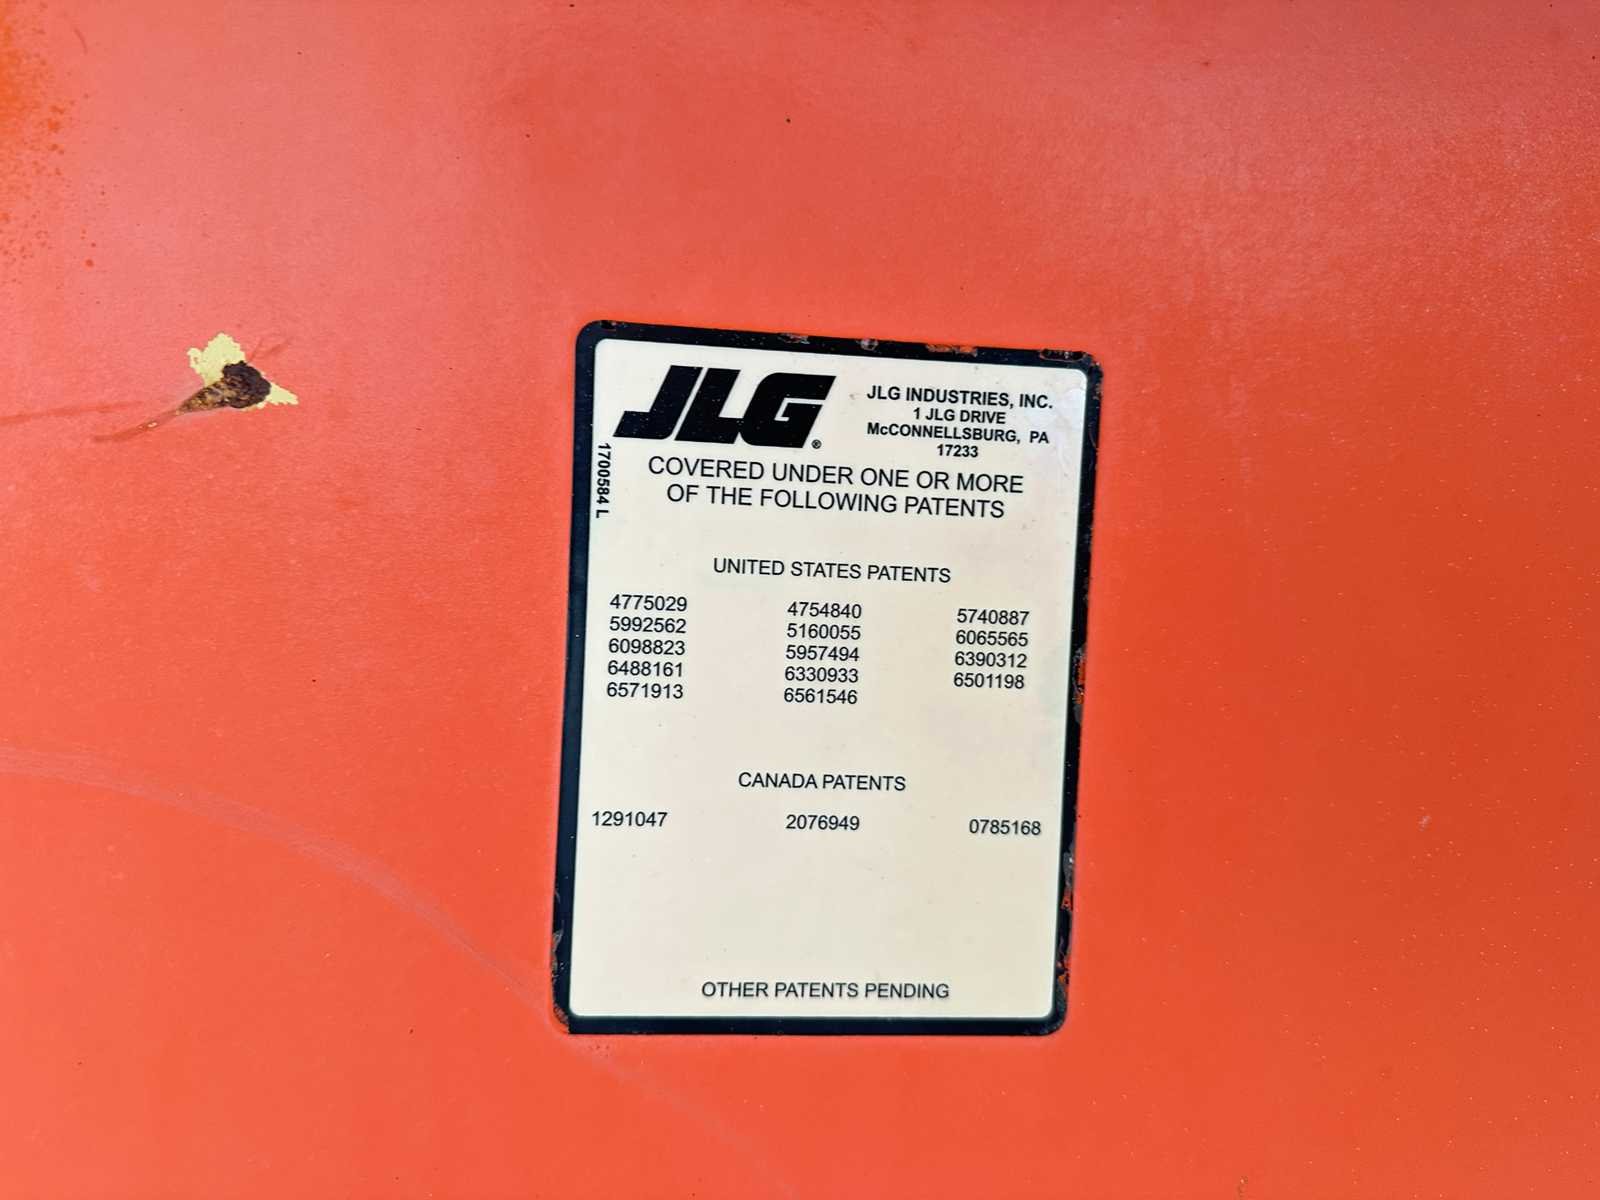 JLG®
JLG INDUSTRIES, INC.
1 JLG DRIVE
McCONNELLSBURG, PA
17233
1700584 L
COVERED UNDER ONE OR MORE
OF THE FOLLOWING PATENTS
UNITED STATES PATENTS
4775029 4754840 5740887
5992562 5160055 6065565
6098823 5957494 6390312
6488161 6330933 6501198
6571913 6561546
CANADA PATENTS
1291047 2076949 0785168
OTHER PATENTS PENDING